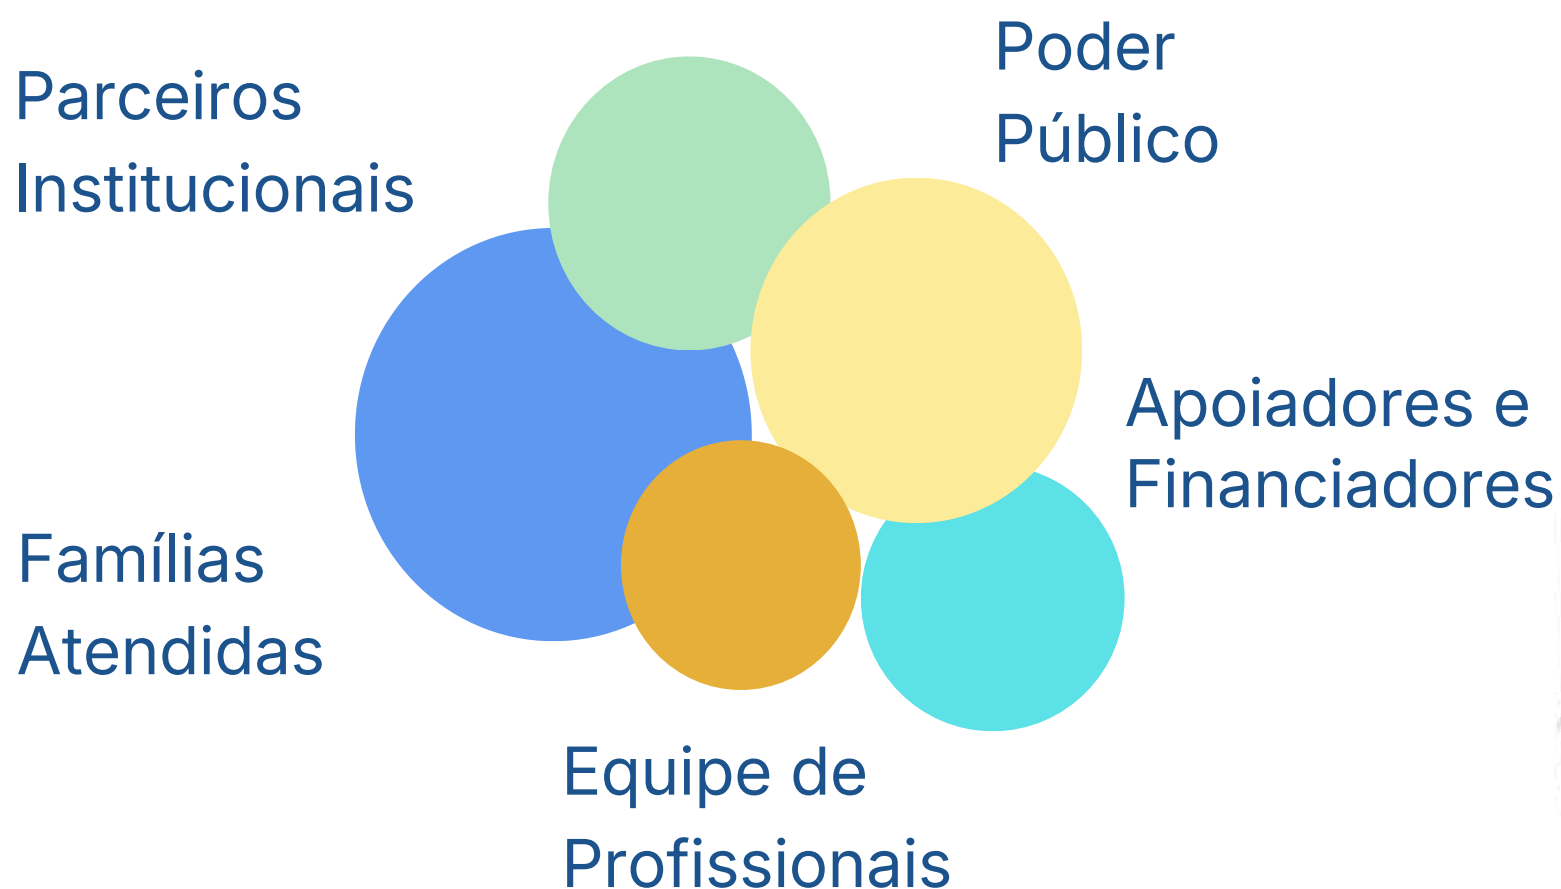 Parceiros
Institucionais
Poder
Público
Apoiadores e
Financiadores
Famílias
Atendidas
Equipe de
Profissionais